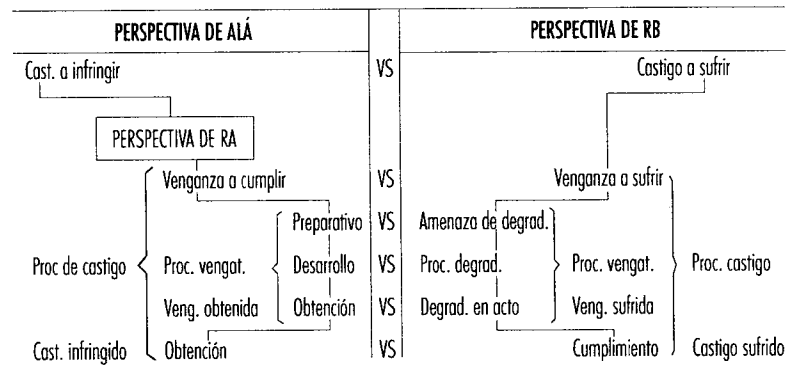 PERSPECTIVA DE ALÁ PERSPECTIVA DE RB
Cast. a infringir VS Castigo a sufrir
PERSPECTIVA DE RA
Venganza a cumplir VS Venganza a sufrir
Preparativo VS Amenaza de degrad.
Proc de castigo Proc. vengat. Desarrollo VS Proc. degrad. Proc. vengat. Proc. castigo
Veng. obtenida Obtención VS Degrad. en acto Veng. sufrida
Cast. infringido Obtención VS Cumplimiento Castigo sufrido